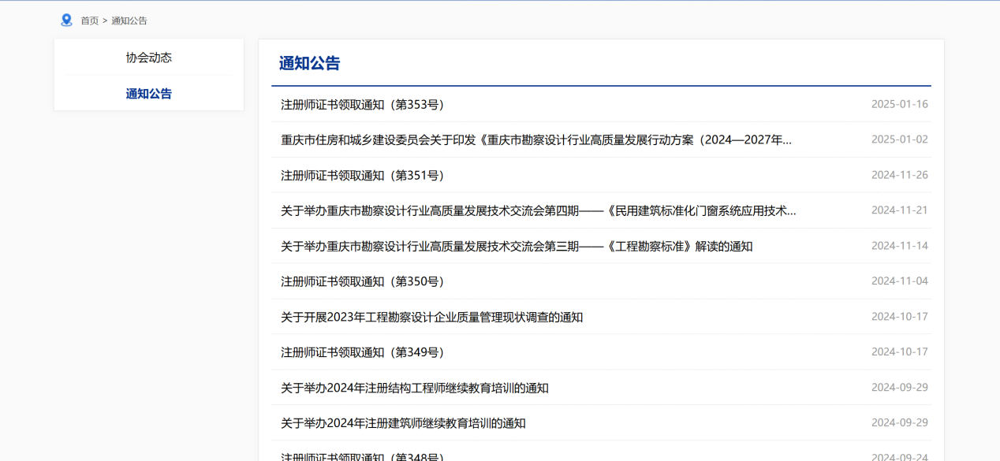 首页 > 通知公告
协会动态
通知公告
通知公告
注册师证书领取通知（第353号） 2025-01-16
重庆市住房和城乡建设委员会关于印发《重庆市勘察设计行业高质量发展行动方案（2024—2027年... 2025-01-02
注册师证书领取通知（第351号） 2024-11-26
关于举办重庆市勘察设计行业高质量发展技术交流会第四期——《民用建筑标准化门窗系统应用技术... 2024-11-21
关于举办重庆市勘察设计行业高质量发展技术交流会第三期——《工程勘察标准》解读的通知 2024-11-14
注册师证书领取通知（第350号） 2024-11-04
关于开展2023年工程勘察设计企业质量管理现状调查的通知 2024-10-17
注册师证书领取通知（第349号） 2024-10-17
关于举办2024年注册结构工程师继续教育培训的通知 2024-09-29
关于举办2024年注册建筑师继续教育培训的通知 2024-09-29
注册师证书领取通知（第348号） 2024-09-24